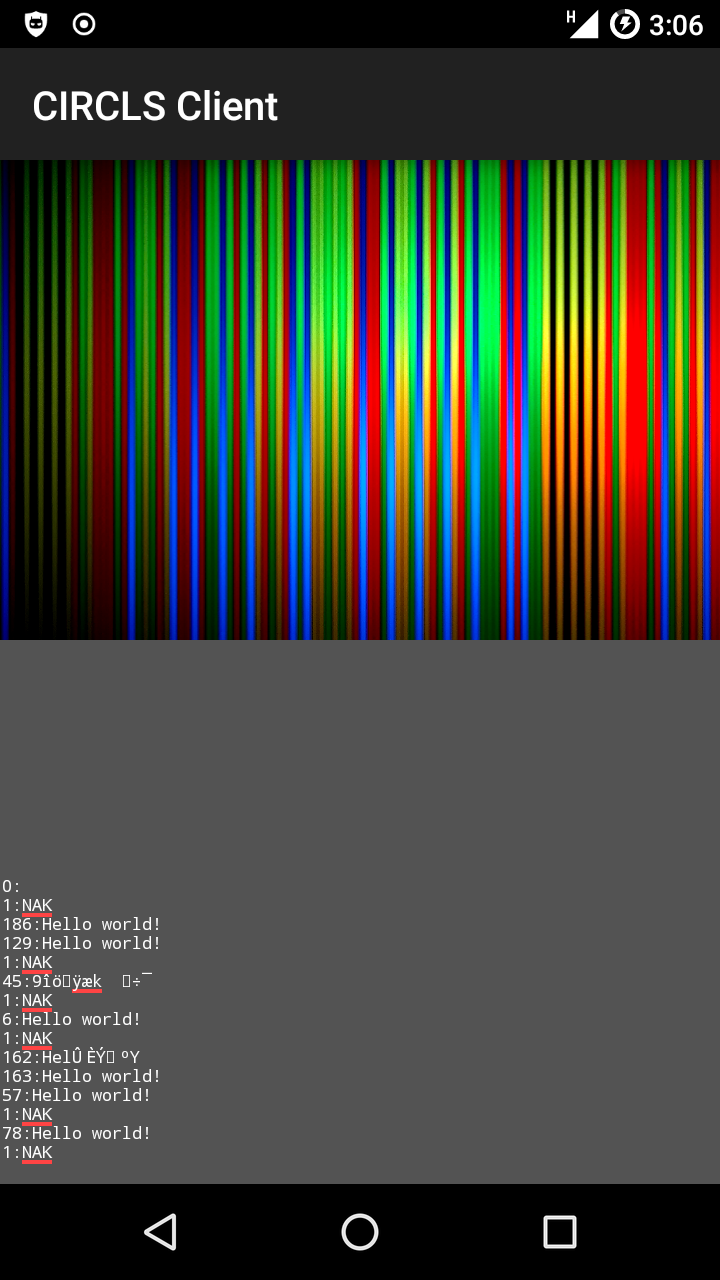 H 3:06
CIRCLS Client
0:
1:NAK
186:Hello world!
129:Hello world!
1:NAK
45:9îö▯ÿæk ▯÷¯
1:NAK
6:Hello world!
1:NAK
162:HelÛ ÈÝ▯ ºY
163:Hello world!
57:Hello world!
1:NAK
78:Hello world!
1:NAK